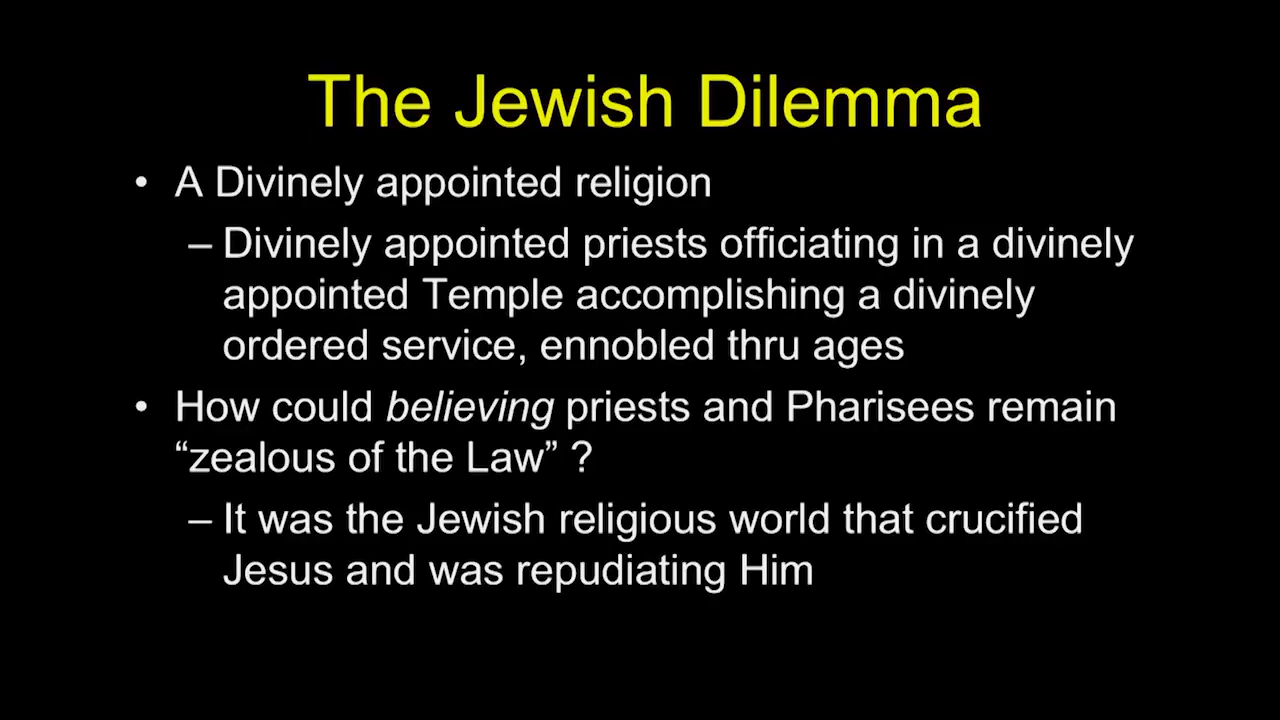 The Jewish Dilemma
• A Divinely appointed religion
– Divinely appointed priests officiating in a divinely
appointed Temple accomplishing a divinely
ordered service, ennobled thru ages
• How could believing priests and Pharisees remain
“zealous of the Law” ?
– It was the Jewish religious world that crucified
Jesus and was repudiating Him